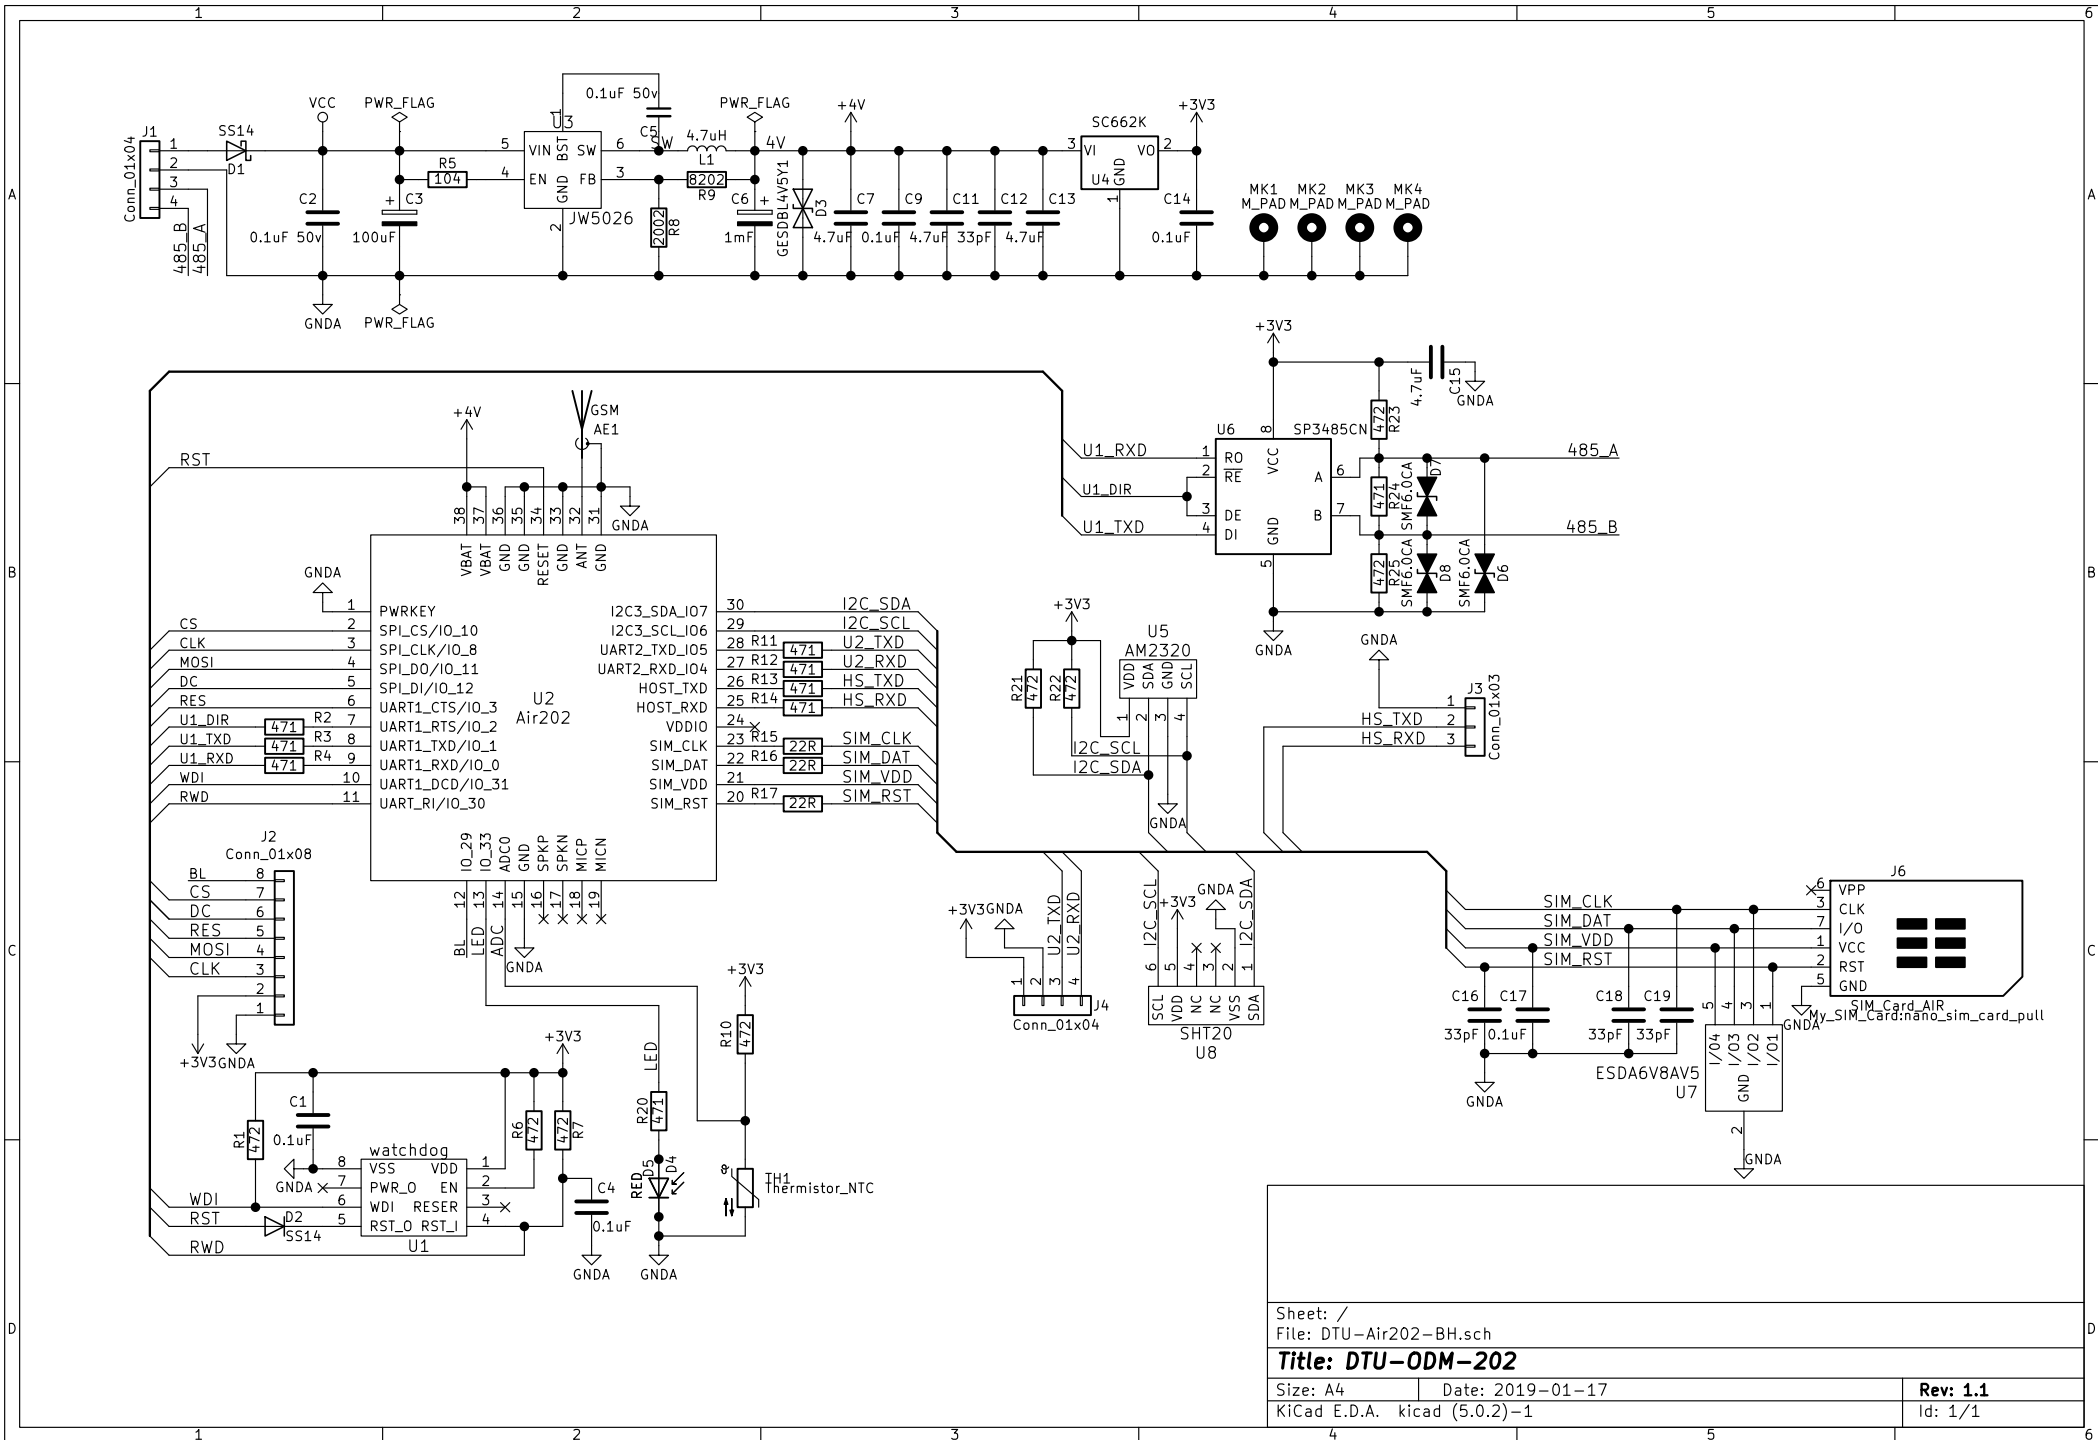 1 2 3 4 5 6
A
B
C
D
J1
Conn_01x04
1
2
3
4
485_B
485_A
SS14
D1
VCC
PWR_FLAG
C2
0.1uF 50v
C3
100uF
GNDA
PWR_FLAG
R5
104
U3
5 VIN
4 EN
BST 1
GND 2
SW 6
FB 3
JW5026
0.1uF 50v
C5
SW
4.7uH
L1
8202
R9
2002
R8
PWR_FLAG
4V
C6
1mF
GESDBL4V5Y1
D3
+4V
C7
4.7uF
C9
0.1uF
C11
4.7uF
C12
33pF
C13
4.7uF
SC662K
3 VI VO 2
U4 GND
1
+3V3
C14
0.1uF
MK1 MK2 MK3 MK4
M_PAD M_PAD M_PAD M_PAD
+3V3
4.7uF
C15
GNDA
472
R23
U6
SP3485CN
8
VCC
U1_RXD 1 RO
2 RE
U1_DIR
3 DE
U1_TXD 4 DI
GND
5
A 6
B 7
485_A
485_B
471
R24
472
R25
SMF6.0CA
D7
SMF6.0CA
D8
SMF6.0CA
D6
GNDA
RST
+4V
GSM
AE1
GNDA
38 37 36 35 34 33 32 31
VBAT VBAT GND GND RESET GND ANT GND
GNDA
1 PWRKEY
CS 2 SPI_CS/IO_10
CLK 3 SPI_CLK/IO_8
MOSI 4 SPI_DO/IO_11
DC 5 SPI_DI/IO_12
RES 6 UART1_CTS/IO_3
U1_DIR 471 R2 7 UART1_RTS/IO_2
U1_TXD 471 R3 8 UART1_TXD/IO_1
U1_RXD 471 R4 9 UART1_RXD/IO_0
WDI 10 UART1_DCD/IO_31
RWD 11 UART_RI/IO_30
U2
Air202
I2C3_SDA_IO7 30 I2C_SDA
I2C3_SCL_IO6 29 I2C_SCL
UART2_TXD_IO5 28 R11 471 U2_TXD
UART2_RXD_IO4 27 R12 471 U2_RXD
HOST_TXD 26 R13 471 HS_TXD
HOST_RXD 25 R14 471 HS_RXD
VDDIO 24
SIM_CLK 23 R15 22R SIM_CLK
SIM_DAT 22 R16 22R SIM_DAT
SIM_VDD 21 SIM_VDD
SIM_RST 20 R17 22R SIM_RST
IO_29 IO_33 ADC0 GND SPKP SPKN MICP MICN
12 13 14 15 16 17 18 19
BL
LED
ADC
GNDA
J2
Conn_01x08
BL 8
CS 7
DC 6
RES 5
MOSI 4
CLK 3
2
1
+3V3
GNDA
+3V3
R21
472
R22
472
U5
AM2320
VDD SDA GND SCL
1 2 3 4
I2C_SCL
I2C_SDA
GNDA
GNDA
J3
Conn_01x03
1
HS_TXD 2
HS_RXD 3
+3V3
GNDA
U2_TXD
U2_RXD
1 2 3 4
J4
Conn_01x04
I2C_SCL
+3V3
GNDA
I2C_SDA
6 5 4 3 2 1
SCL VDD NC NC VSS SDA
SHT20
U8
J6
6 VPP
SIM_CLK 3 CLK
SIM_DAT 7 I/O
SIM_VDD 1 VCC
SIM_RST 2 RST
5 GND
SIM_Card_AIR
My_SIM_Card:nano_sim_card_pull
GNDA
C16
33pF
C17
0.1uF
C18
33pF
C19
33pF
GNDA
5 4 3 1
I/O4 I/O3 I/O2 I/O1
GND
ESDA6V8AV5
U7
2
GNDA
+3V3
R1
472
C1
0.1uF
GNDA
watchdog
8 VSS VDD 1
7 PWR_O EN 2
6 WDI RESER 3
5 RST_O RST_I 4
U1
WDI
RST
RWD
D2
SS14
R6
472
472
R7
C4
0.1uF
GNDA
LED
R20
471
RED
D5
D4
GNDA
+3V3
R10
472
TH1
Thermistor_NTC
Sheet: /
File: DTU-Air202-BH.sch
Title: DTU-ODM-202
Size: A4 Date: 2019-01-17 Rev: 1.1
KiCad E.D.A. kicad (5.0.2)-1 Id: 1/1
A
B
C
D
1 2 3 4 5 6